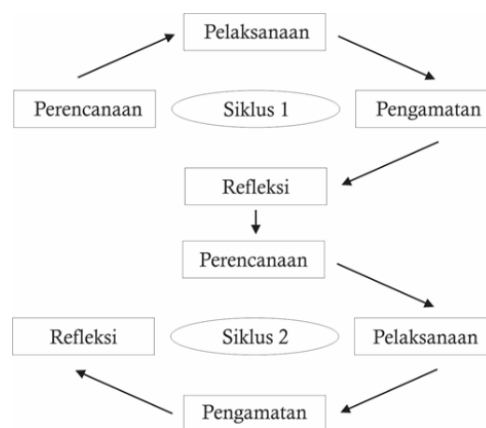 Pelaksanaan
Perencanaan
Siklus 1
Pengamatan
Refleksi
Perencanaan
Refleksi
Siklus 2
Pelaksanaan
Pengamatan